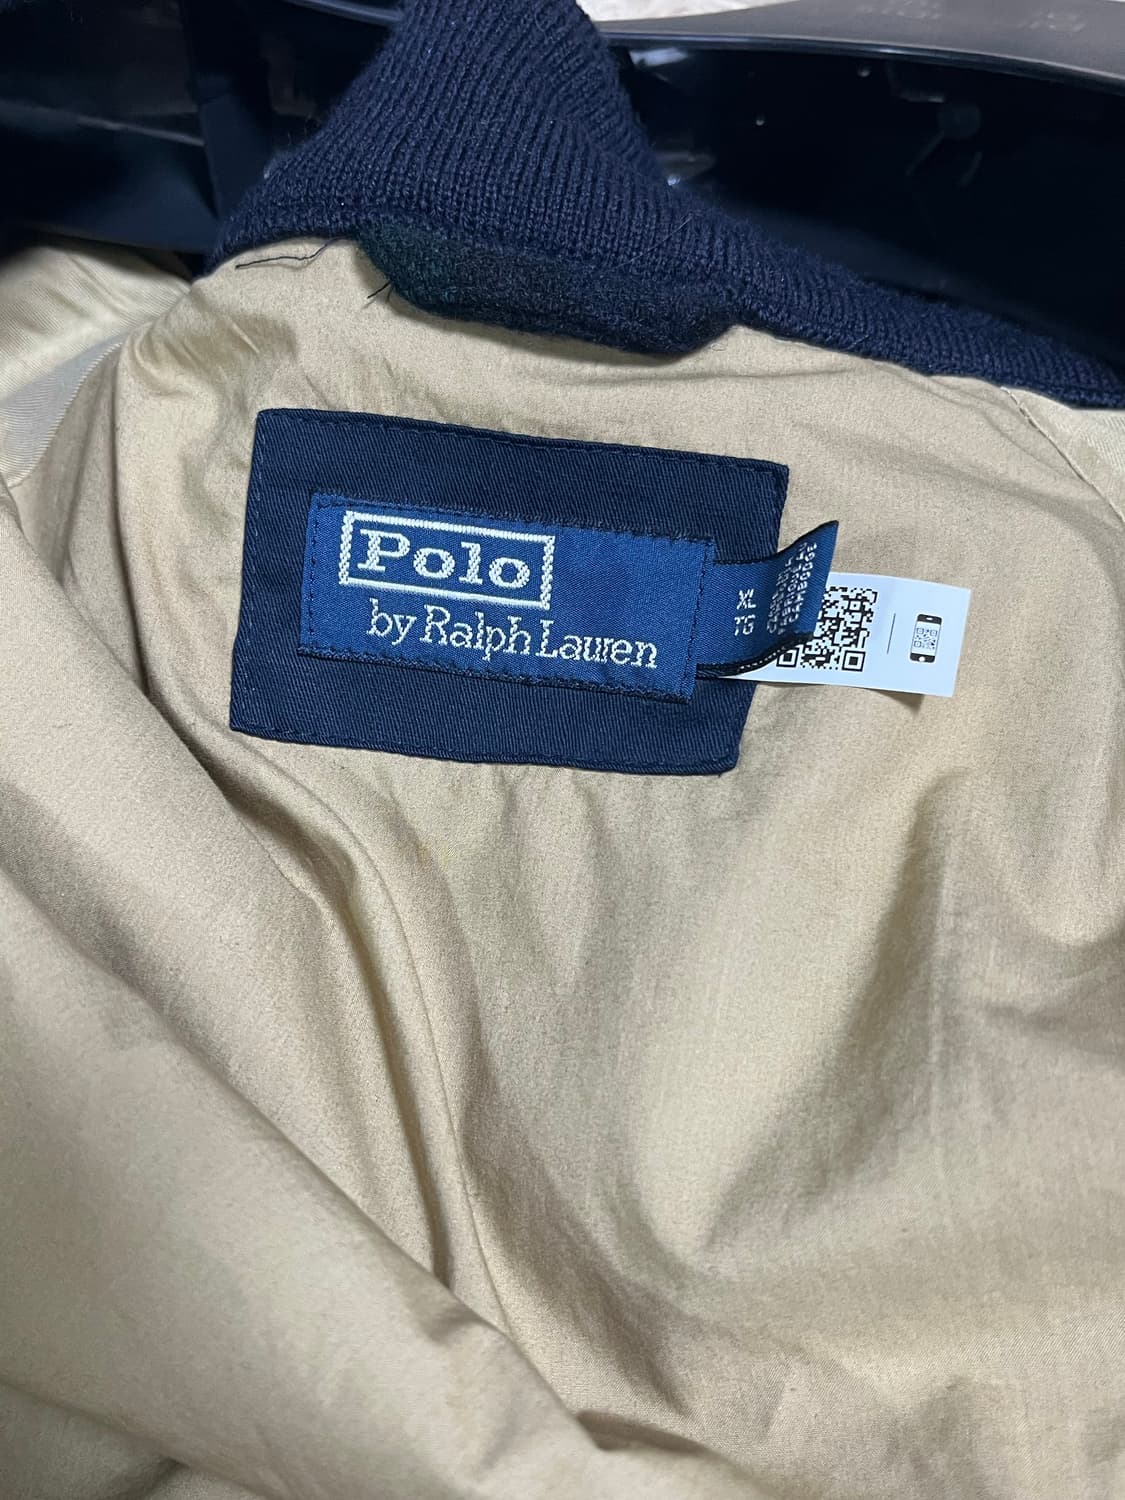 Polo
by Ralph Lauren
XL
TG